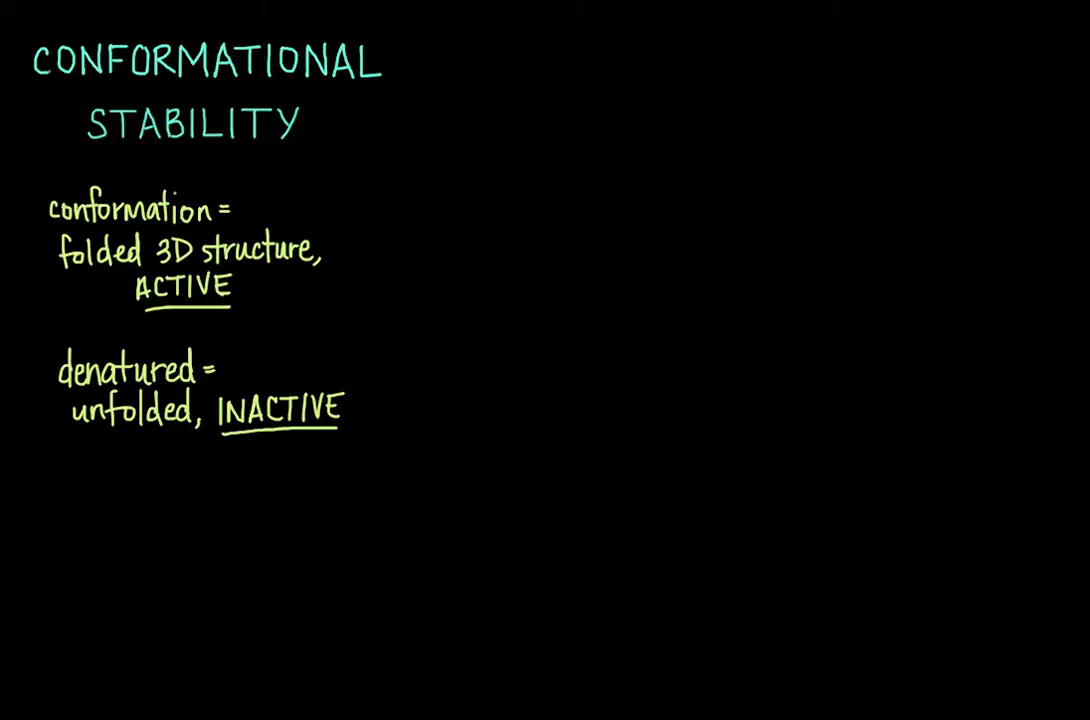 CONFORMATIONAL
STABILITY
conformation =
folded 3D structure,
ACTIVE
denatured =
unfolded, INACTIVE